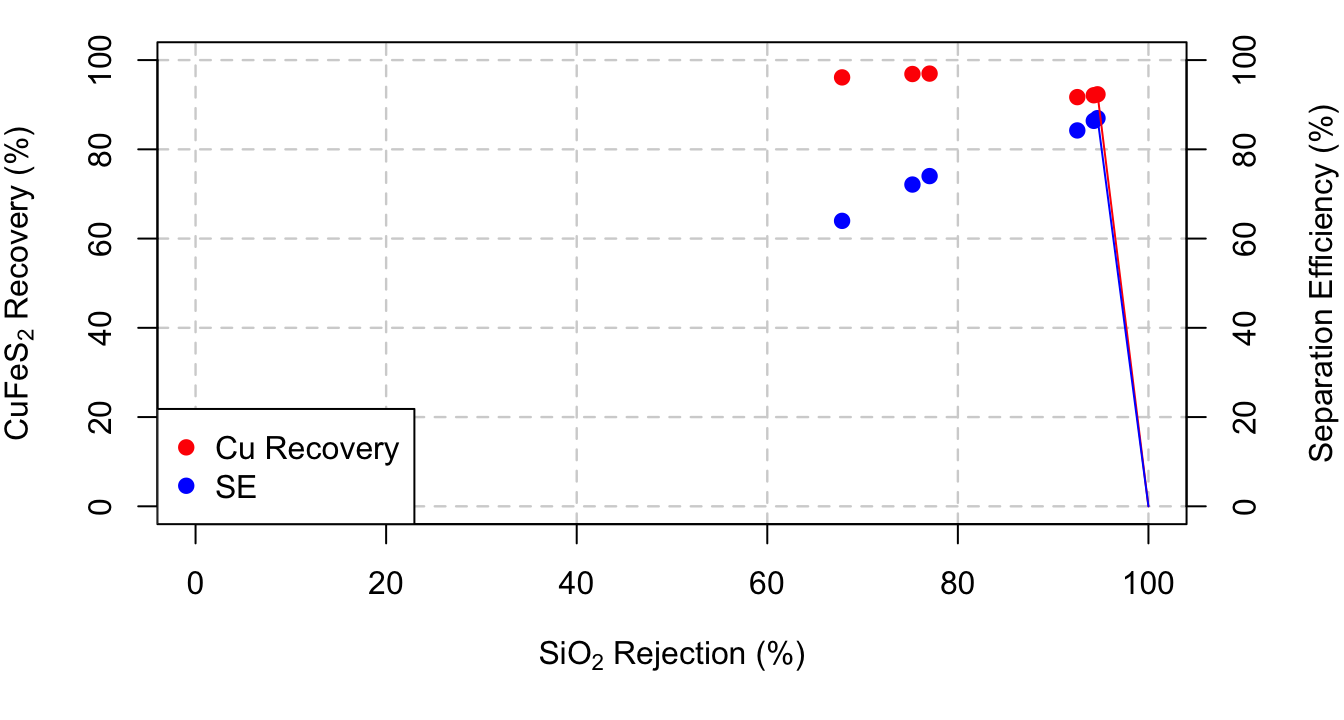 CuFeS₂ Recovery (%)
100
80
60
40
20
0
Cu Recovery
SE
0 20 40 60 80 100
SiO₂ Rejection (%)
100
80
60
40
20
0
Separation Efficiency (%)